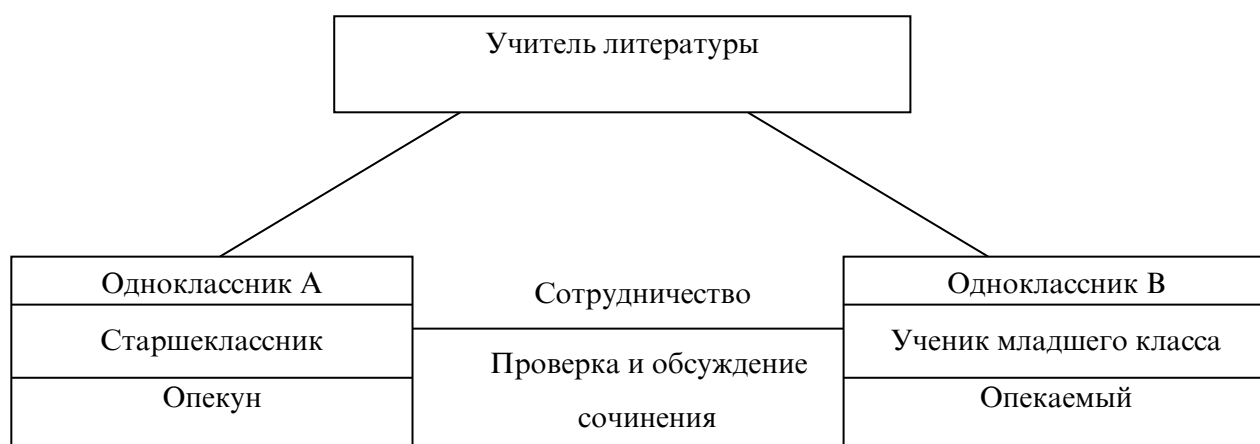 Учитель литературы
Одноклассник А
Старшеклассник
Опекун
Сотрудничество
Проверка и обсуждение
сочинения
Одноклассник В
Ученик младшего класса
Опекаемый